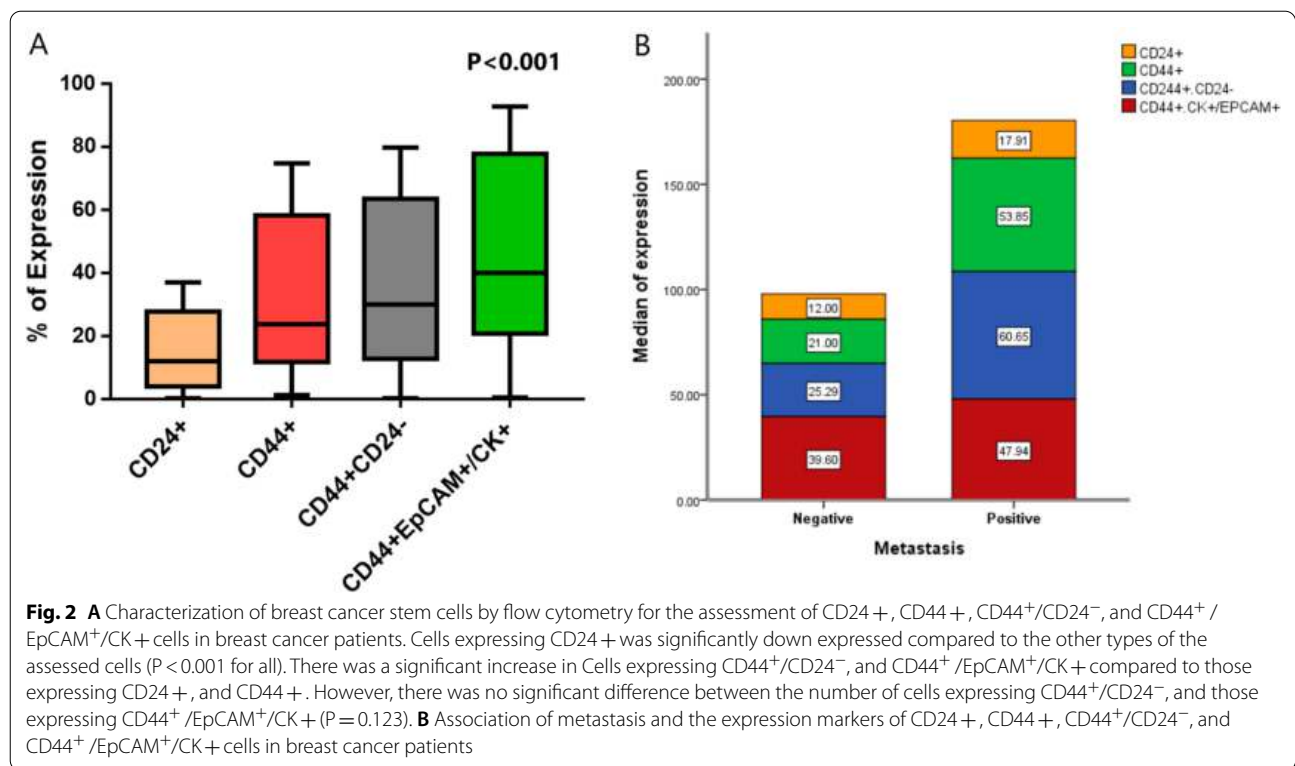 A
P<0.001
100
80
60
40
20
0
% of Expression
CD24+
CD44+
CD44+CD24-
CD44+EpCAM+/CK+
B
CD24+
CD44+
CD244+.CD24-
CD44+.CK+/EPCAM+
200.00
150.00
100.00
50.00
0.00
Median of expression
12.00
21.00
25.29
39.60
17.91
53.85
60.65
47.94
Negative
Positive
Metastasis
Fig. 2 A Characterization of breast cancer stem cells by flow cytometry for the assessment of CD24+, CD44+, CD44⁺/CD24⁻, and CD44⁺ /
EpCAM⁺/CK+ cells in breast cancer patients. Cells expressing CD24+ was significantly down expressed compared to the other types of the
assessed cells (P<0.001 for all). There was a significant increase in Cells expressing CD44⁺/CD24⁻, and CD44⁺ /EpCAM⁺/CK+ compared to those
expressing CD24+, and CD44+. However, there was no significant difference between the number of cells expressing CD44⁺/CD24⁻, and those
expressing CD44⁺ /EpCAM⁺/CK+ (P=0.123). B Association of metastasis and the expression markers of CD24+, CD44+, CD44⁺/CD24⁻, and
CD44⁺ /EpCAM⁺/CK+ cells in breast cancer patients